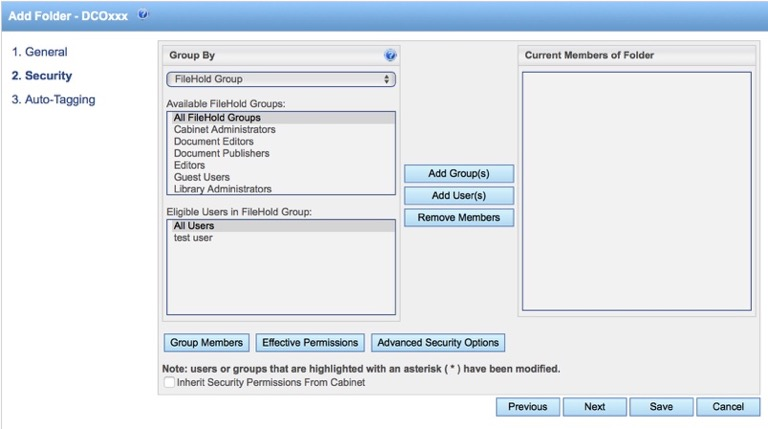 Add Folder - DCOxxx ?
1. General
2. Security
3. Auto-Tagging
Group By ?
FileHold Group
Available FileHold Groups:
All FileHold Groups
Cabinet Administrators
Document Editors
Document Publishers
Editors
Guest Users
Library Administrators
Eligible Users in FileHold Group:
All Users
test user
Add Group(s)
Add User(s)
Remove Members
Current Members of Folder
Group Members
Effective Permissions
Advanced Security Options
Note: users or groups that are highlighted with an asterisk ( * ) have been modified.
Inherit Security Permissions From Cabinet
Previous
Next
Save
Cancel